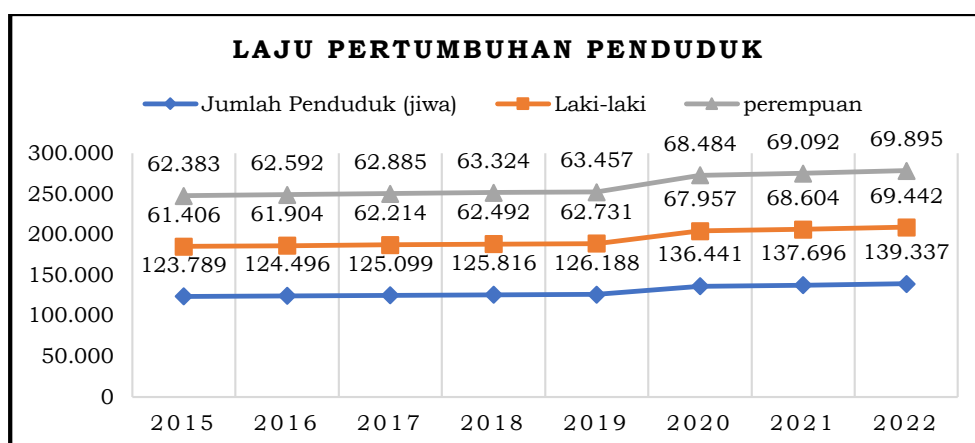 LAJU PERTUMBUHAN PENDUDUK
Jumlah Penduduk (jiwa) Laki-laki perempuan
300.000
250.000
200.000
150.000
100.000
50.000
0
62.383 62.592 62.885 63.324 63.457 68.484 69.092 69.895
61.406 61.904 62.214 62.492 62.731 67.957 68.604 69.442
123.789 124.496 125.099 125.816 126.188 136.441 137.696 139.337
2015 2016 2017 2018 2019 2020 2021 2022